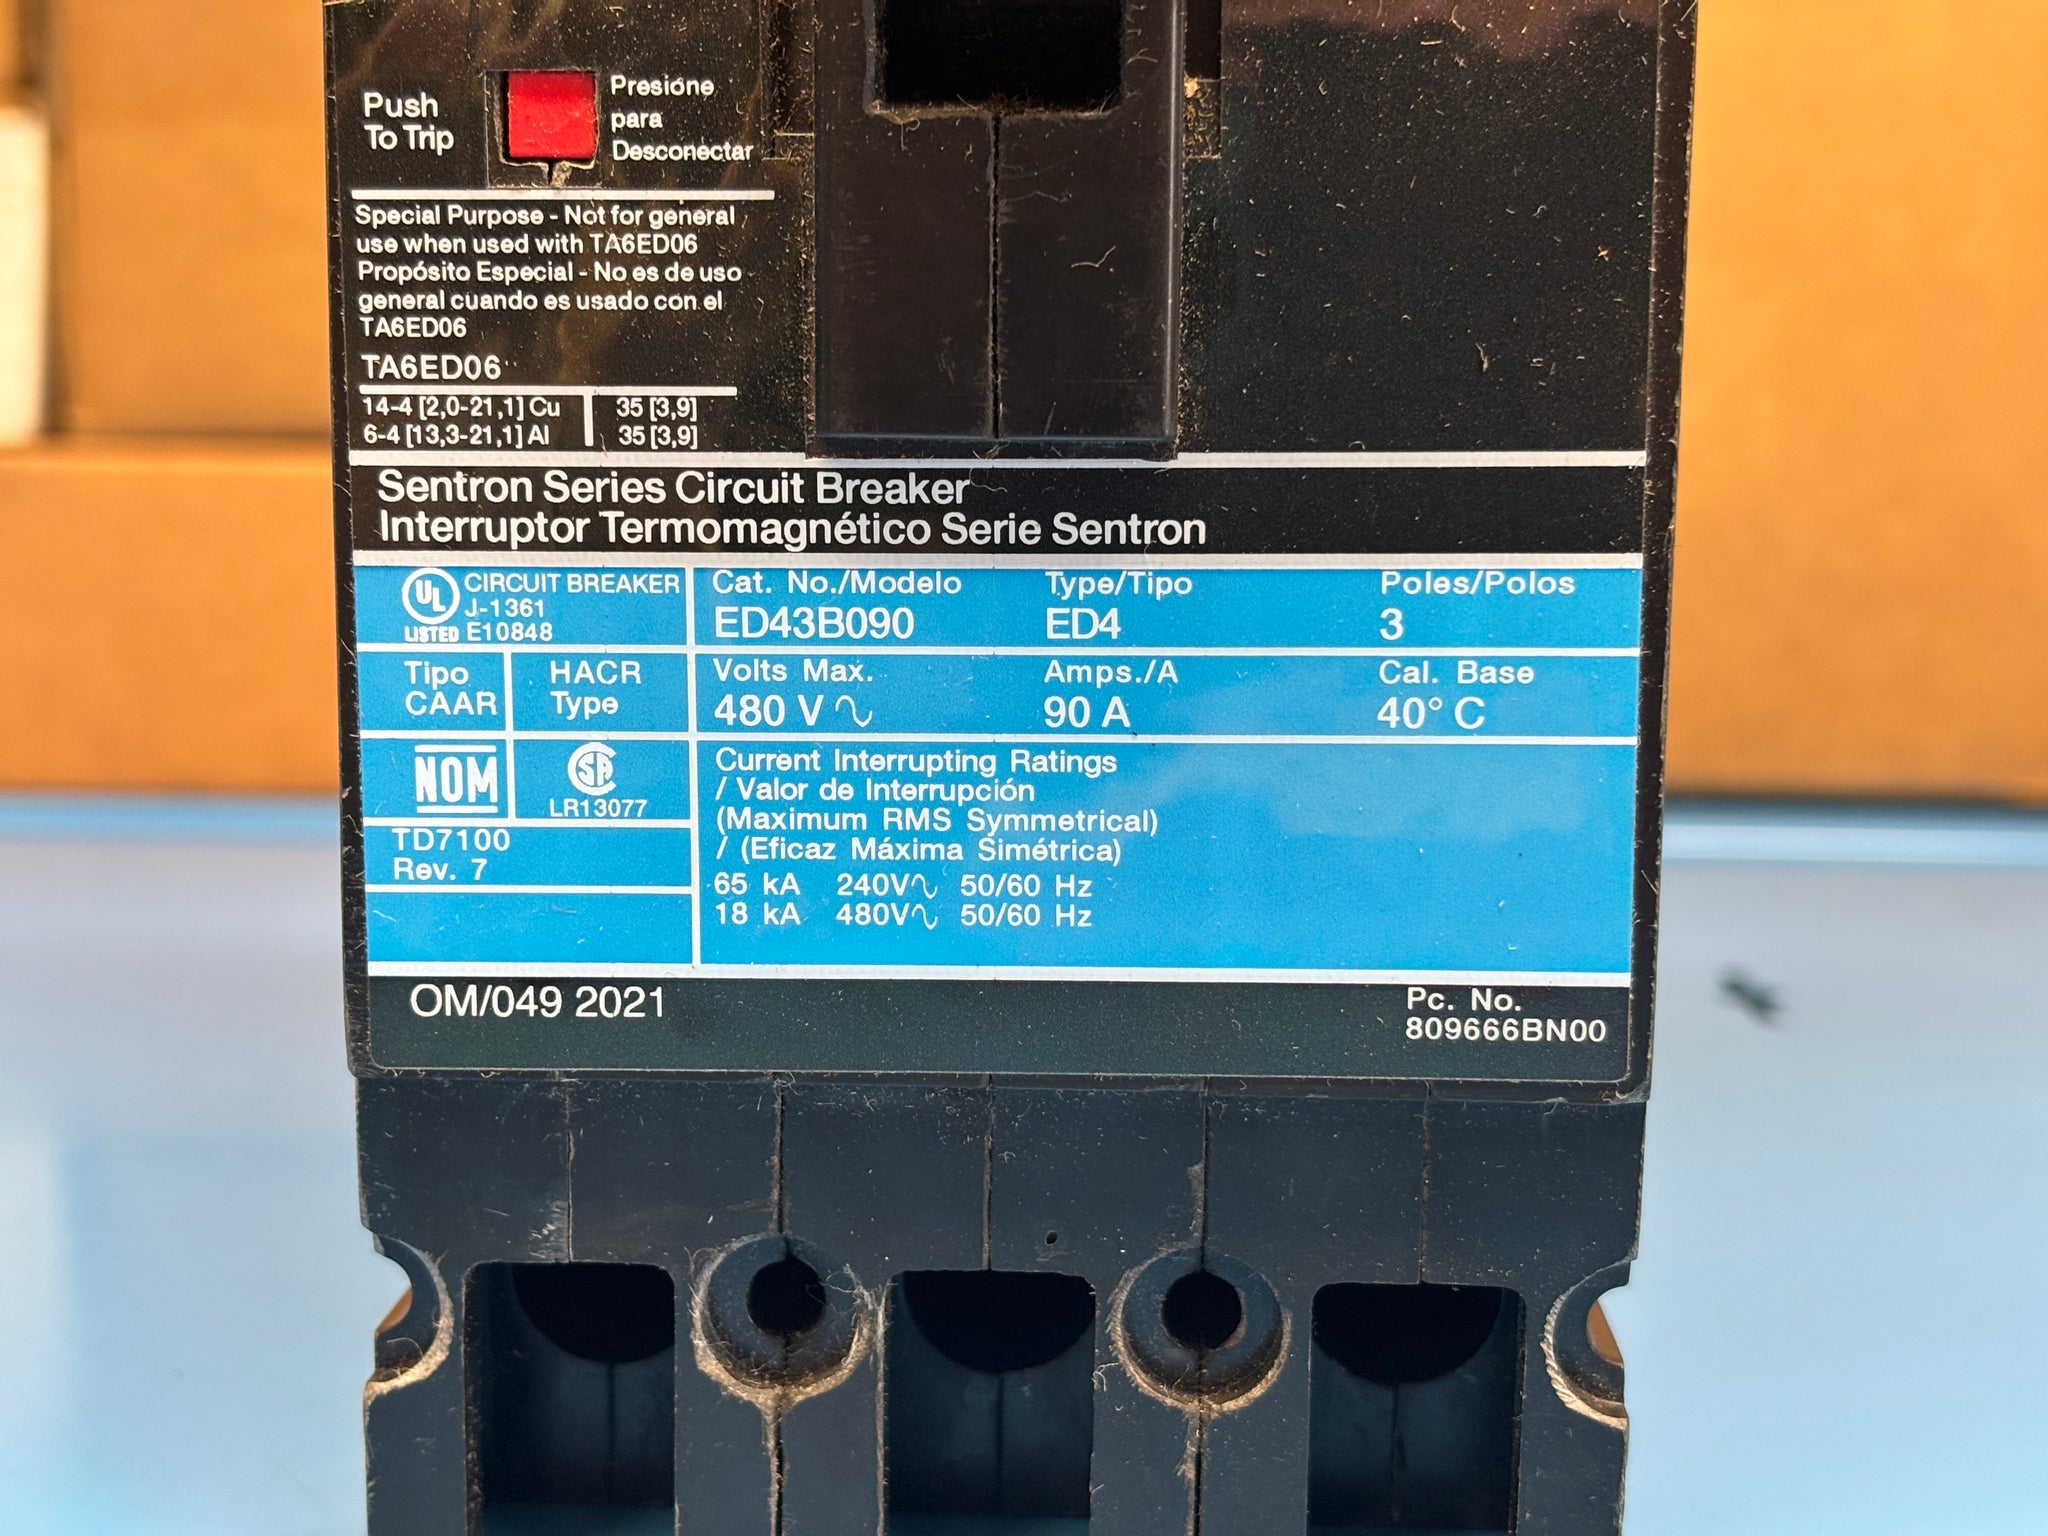 Push
To Trip
Presione
para
Desconectar
Special Purpose - Not for general
use when used with TA6ED06
Propósito Especial - No es de uso
general cuando es usado con el
TA6ED06
TA6ED06
14-4 [2,0-21,1] Cu 35 [3,9]
6-4 [13,3-21,1] Al 35 [3,9]
Sentron Series Circuit Breaker
Interruptor Termomagnético Serie Sentron
UL LISTED
CIRCUIT BREAKER
J-1361
E10848
Cat. No./Modelo Type/Tipo Poles/Polos
ED43B090 ED4 3
Tipo
CAAR
HACR
Type
Volts Max. Amps./A Cal. Base
480 V∿ 90 A 40° C
NOM
SA
LR13077
TD7100
Rev. 7
Current Interrupting Ratings
/ Valor de Interrupción
(Maximum RMS Symmetrical)
/ (Eficaz Máxima Simétrica)
65 kA 240V∿ 50/60 Hz
18 kA 480V∿ 50/60 Hz
OM/049 2021
Pc. No.
809666BN00